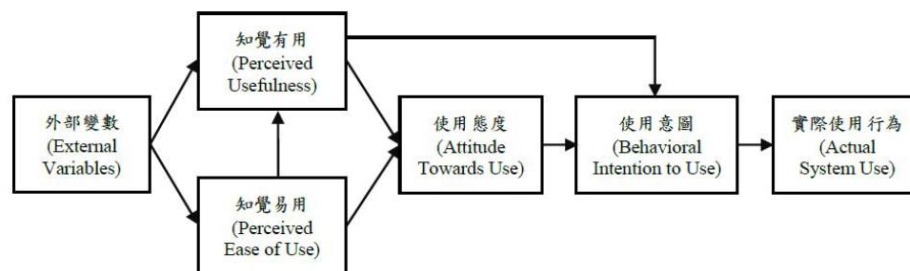 知覺有用
(Perceived
Usefulness)
外部變數
(External
Variables)
使用態度
(Attitude
Towards Use)
使用意圖
(Behavioral
Intention to Use)
實際使用行為
(Actual
System Use)
知覺易用
(Perceived
Ease of Use)